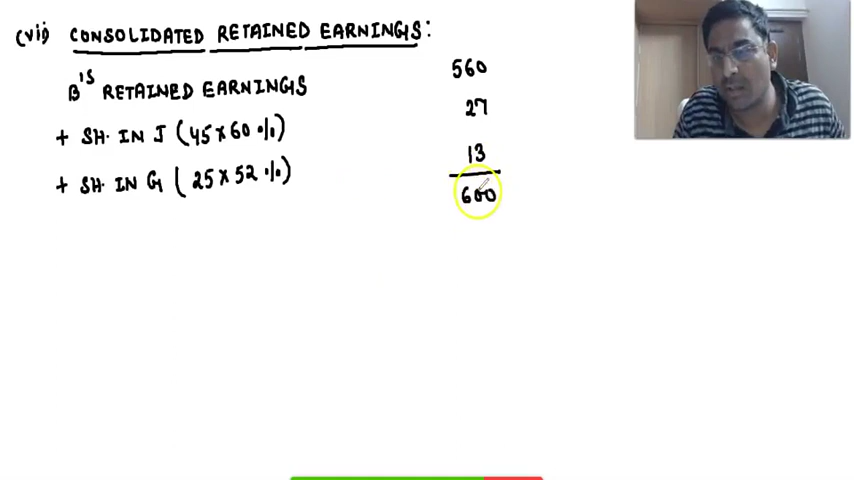 (vii) CONSOLIDATED RETAINED EARNINGS:
B'S RETAINED EARNINGS 560
+ SH. IN J (45×60%) 27
+ SH. IN G (25×52%) 13
600